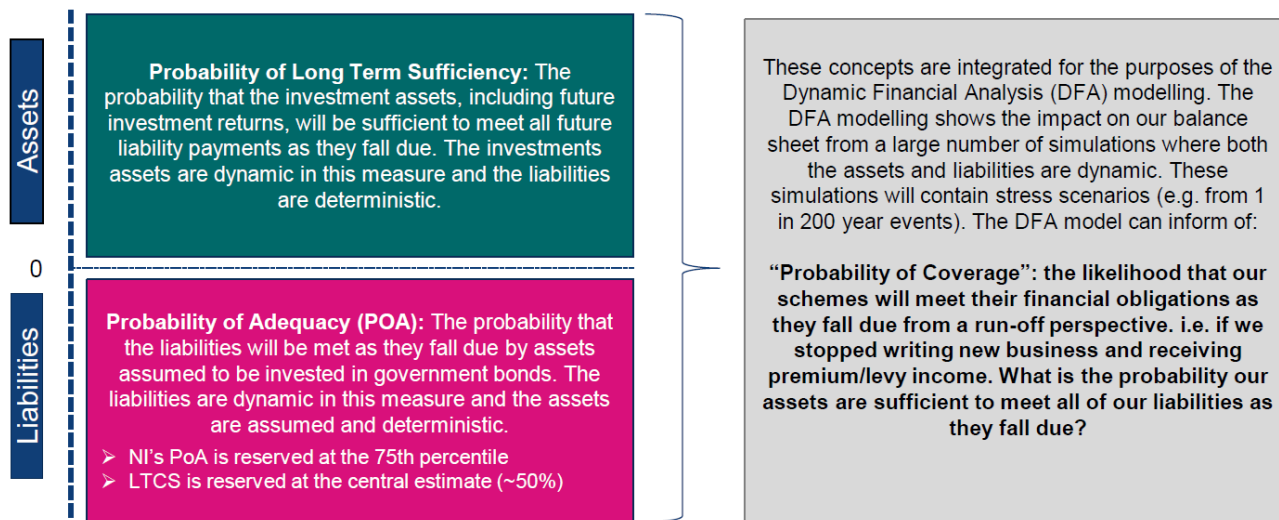 Assets
Probability of Long Term Sufficiency: The
probability that the investment assets, including future
investment returns, will be sufficient to meet all future
liability payments as they fall due. The investments
assets are dynamic in this measure and the liabilities
are deterministic.
0
Liabilities
Probability of Adequacy (POA): The probability that
the liabilities will be met as they fall due by assets
assumed to be invested in government bonds. The
liabilities are dynamic in this measure and the assets
are assumed and deterministic.
➢ NI's PoA is reserved at the 75th percentile
➢ LTCS is reserved at the central estimate (~50%)
These concepts are integrated for the purposes of the
Dynamic Financial Analysis (DFA) modelling. The
DFA modelling shows the impact on our balance
sheet from a large number of simulations where both
the assets and liabilities are dynamic. These
simulations will contain stress scenarios (e.g. from 1
in 200 year events). The DFA model can inform of:
“Probability of Coverage”: the likelihood that our
schemes will meet their financial obligations as
they fall due from a run-off perspective. i.e. if we
stopped writing new business and receiving
premium/levy income. What is the probability our
assets are sufficient to meet all of our liabilities as
they fall due?